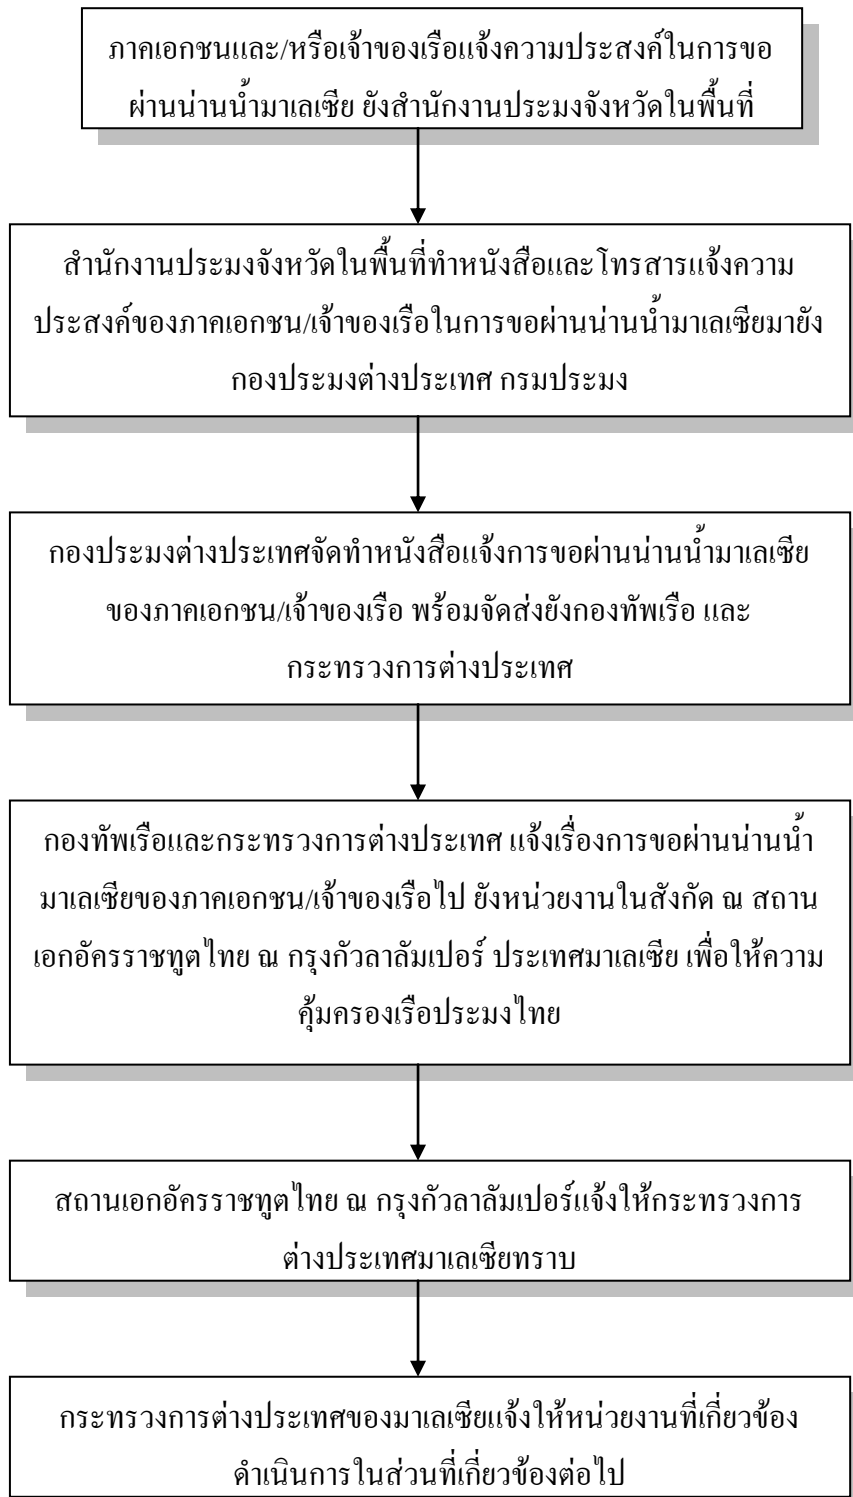 ภาคเอกชนและ/หรือเจ้าของเรือแจ้งความประสงค์ในการขอ
ผ่านน่านน้ำมาเลเซีย ยังสำนักงานประมงจังหวัดในพื้นที่
สำนักงานประมงจังหวัดในพื้นที่ทำหนังสือและโทรสารแจ้งความ
ประสงค์ของภาคเอกชน/เจ้าของเรือในการขอผ่านน่านน้ำมาเลเซียมายัง
กองประมงต่างประเทศ กรมประมง
กองประมงต่างประเทศจัดทำหนังสือแจ้งการขอผ่านน่านน้ำมาเลเซีย
ของภาคเอกชน/เจ้าของเรือ พร้อมจัดส่งยังกองทัพเรือ และ
กระทรวงการต่างประเทศ
กองทัพเรือและกระทรวงการต่างประเทศ แจ้งเรื่องการขอผ่านน่านน้ำ
มาเลเซียของภาคเอกชน/เจ้าของเรือไป ยังหน่วยงานในสังกัด ณ สถาน
เอกอัครราชทูตไทย ณ กรุงกัวลาลัมเปอร์ ประเทศมาเลเซีย เพื่อให้ความ
คุ้มครองเรือประมงไทย
สถานเอกอัครราชทูตไทย ณ กรุงกัวลาลัมเปอร์แจ้งให้กระทรวงการ
ต่างประเทศมาเลเซียทราบ
กระทรวงการต่างประเทศของมาเลเซียแจ้งให้หน่วยงานที่เกี่ยวข้อง
ดำเนินการในส่วนที่เกี่ยวข้องต่อไป